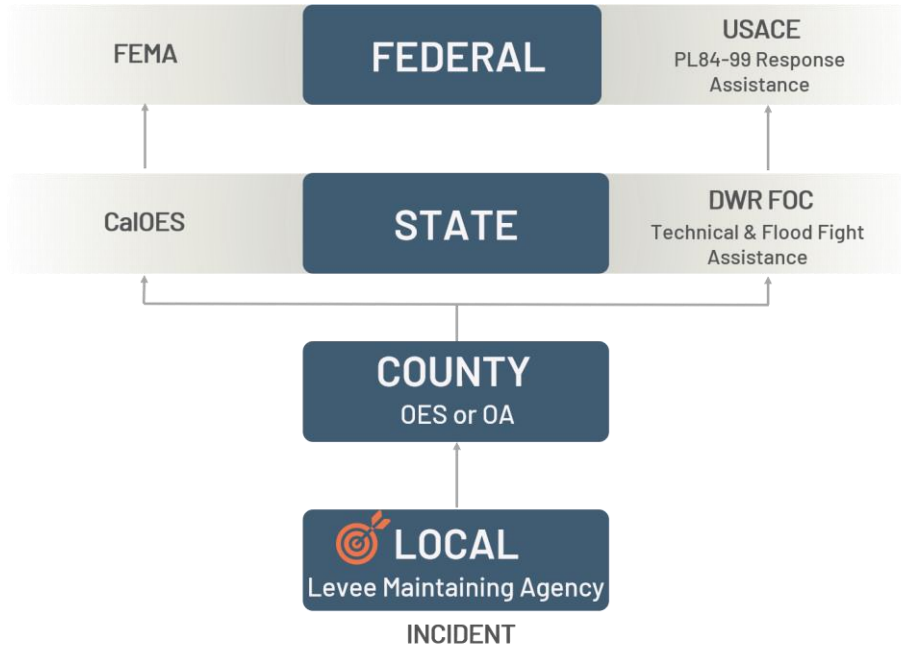 FEMA
FEDERAL
USACE
PL84-99 Response
Assistance
CalOES
STATE
DWR FOC
Technical & Flood Fight
Assistance
COUNTY
OES or OA
LOCAL
Levee Maintaining Agency
INCIDENT